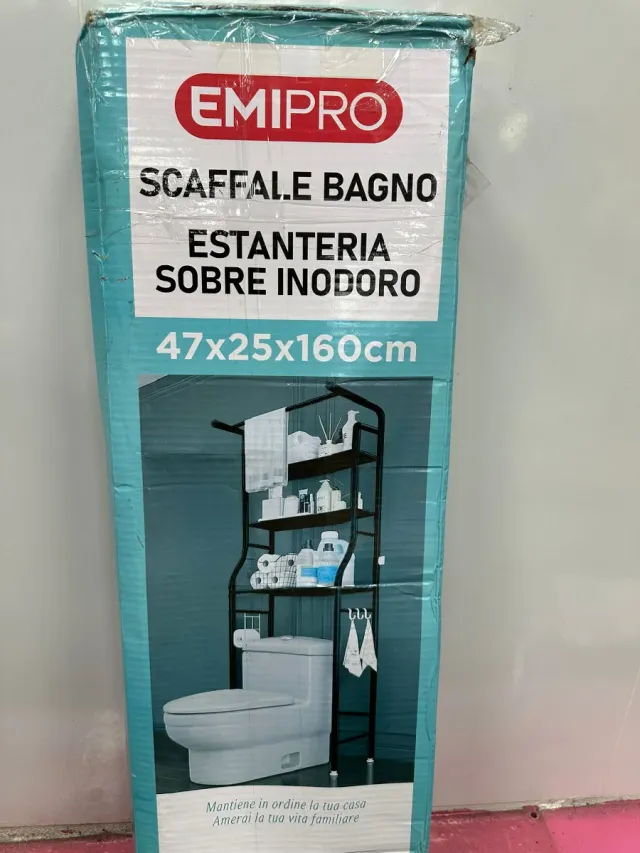 EMIPRO
SCAFFALE BAGNO
ESTANTERIA
SOBRE INODORO
47x25x160cm
Mantiene in ordine la tua casa
Amerai la tua vita familiare